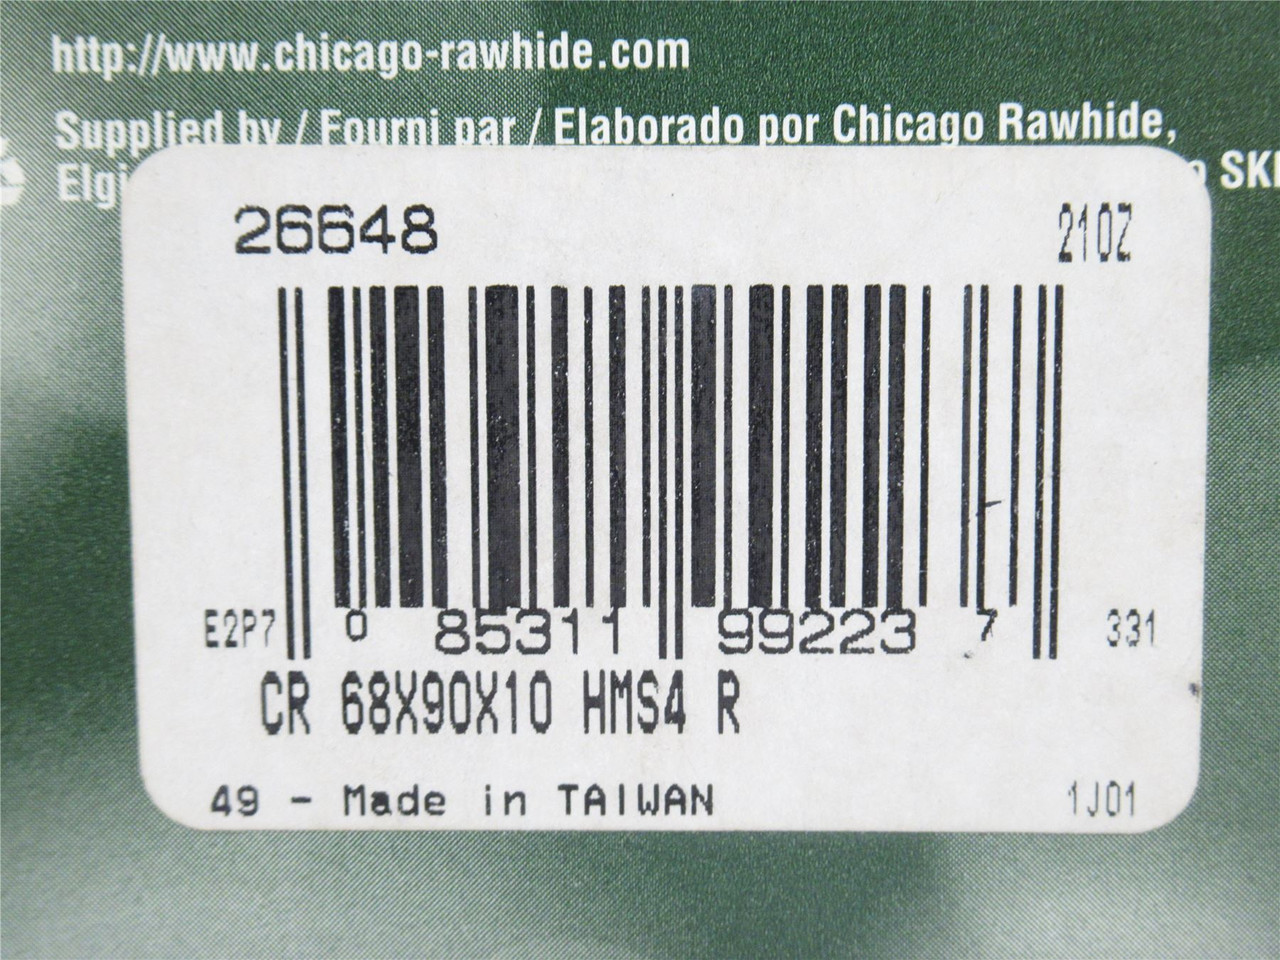 http://www.chicago-rawhide.com
Supplied by / Fourni par / Elaborado por Chicago Rawhide,
26648 210Z
E2P7 0 85311 99223 7 331
CR 68X90X10 HMS4 R
49 - Made in TAIWAN 1J01